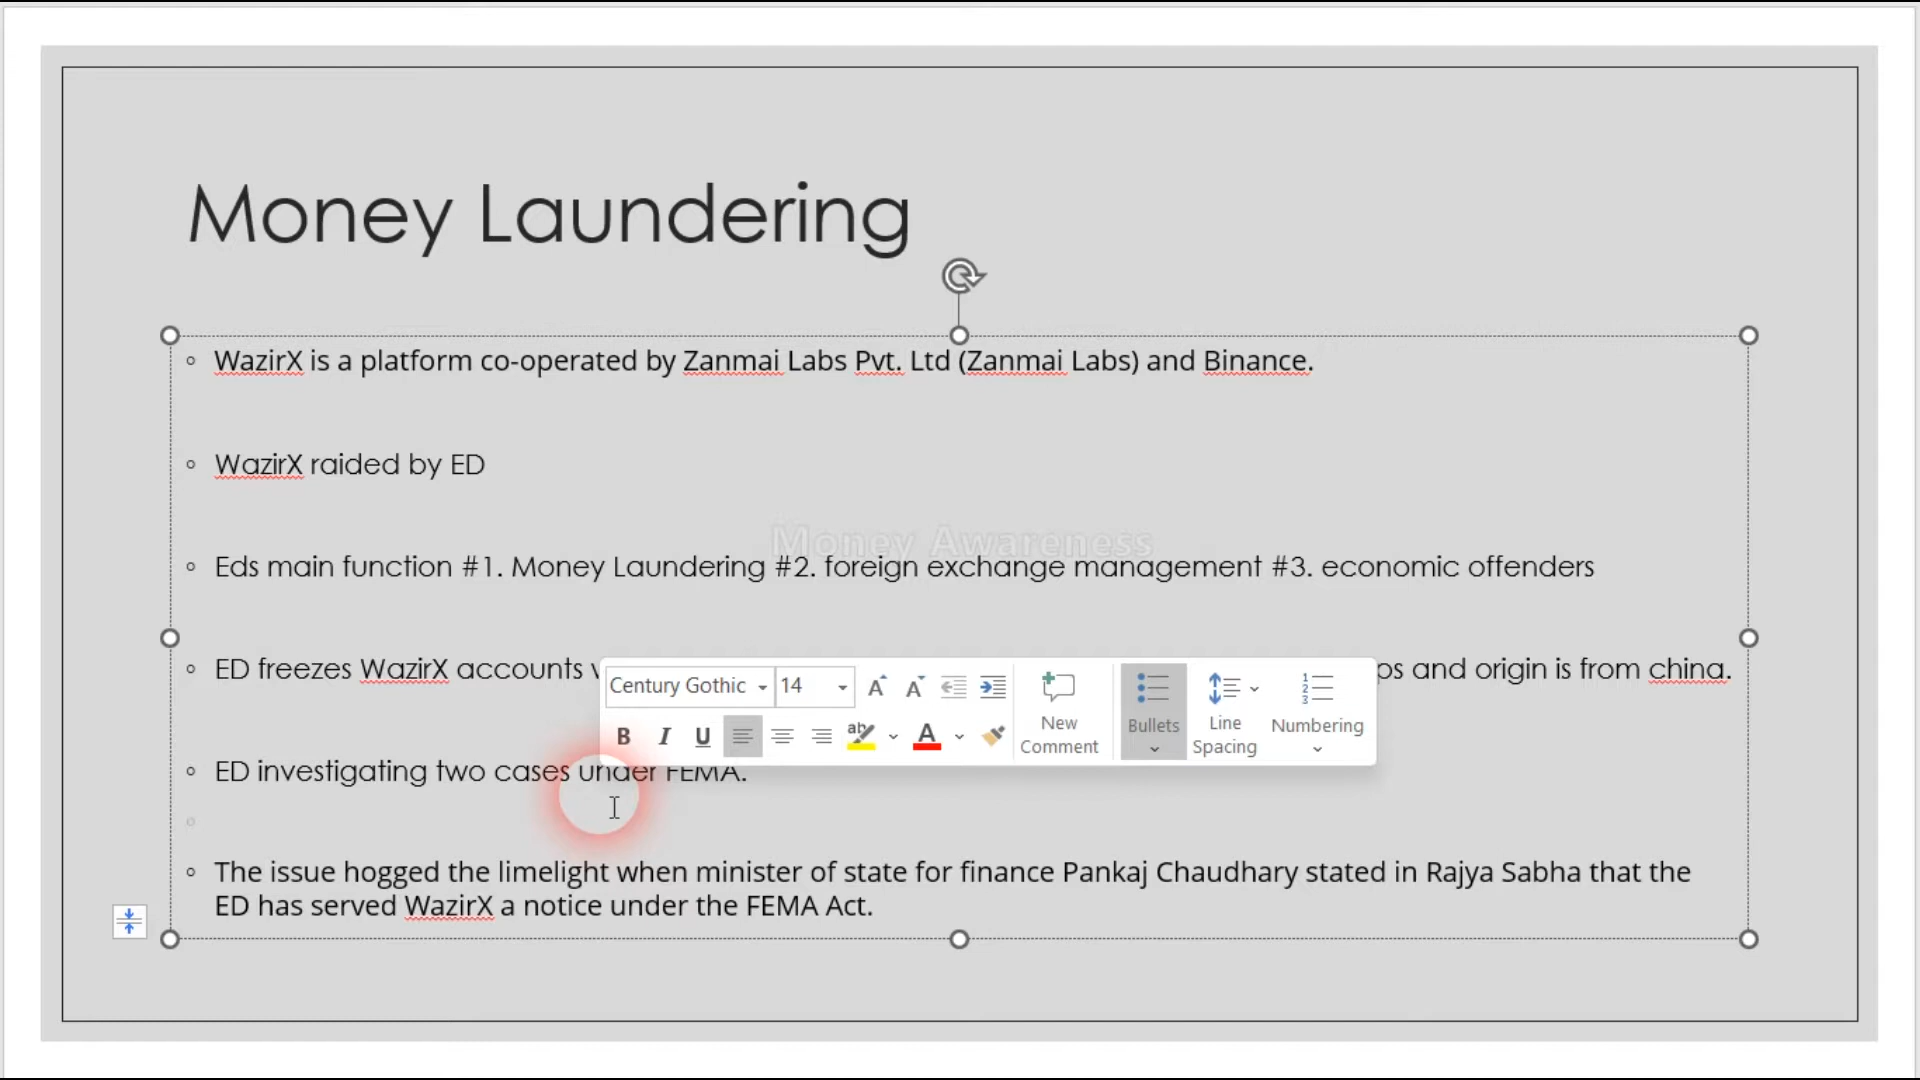 Money Laundering
WazirX is a platform co-operated by Zanmai Labs Pvt. Ltd (Zanmai Labs) and Binance.
WazirX raided by ED
Money Awareness
Eds main function #1. Money Laundering #2. foreign exchange management #3. economic offenders
ED freezes WazirX accounts
and origin is from china.
Century Gothic 14
New
Comment
Bullets
Line
Spacing
Numbering
B I U
ED investigating two cases under FEMA.
The issue hogged the limelight when minister of state for finance Pankaj Chaudhary stated in Rajya Sabha that the
ED has served WazirX a notice under the FEMA Act.